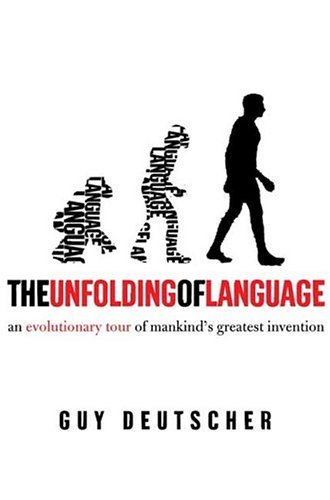 THEUNFOLDINGOFLANGUAGE
an evolutionary tour of mankind's greatest invention
GUY DEUTSCHER